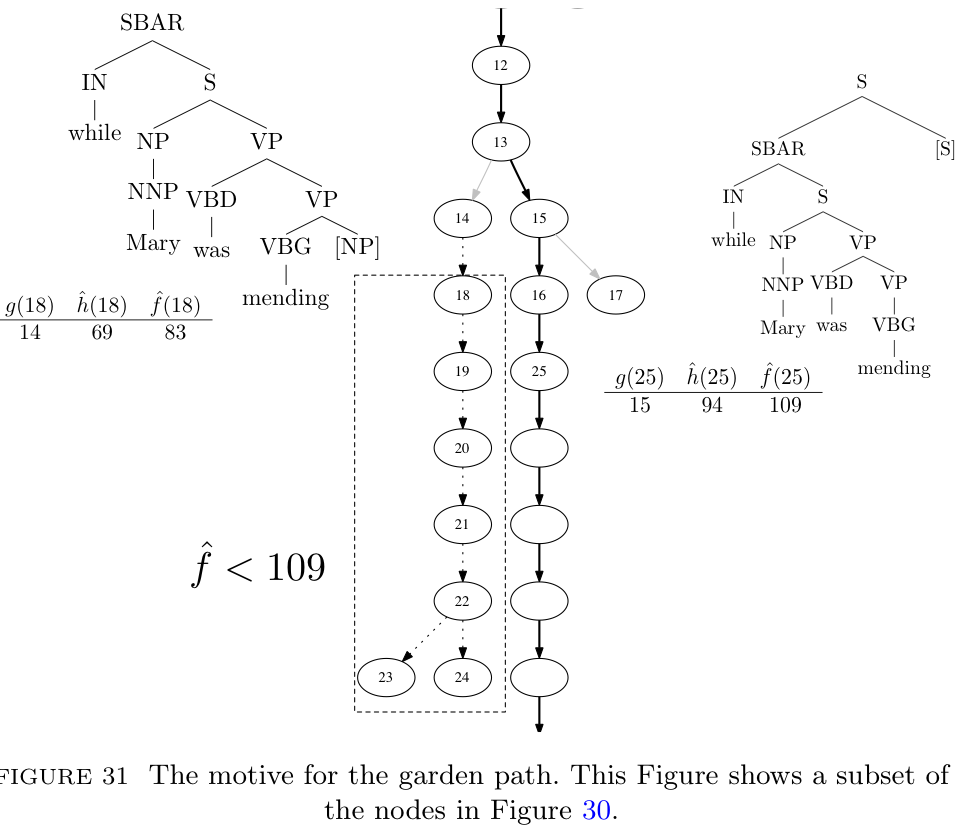 SBAR
IN S
while
NP VP
NNP VBD VP
Mary was VBG [NP]
mending
g(18) ĥ(18) f̂(18)
14 69 83
12
13
14 15
18 16 17
19 25
20
21
22
23 24
f̂ < 109
S
SBAR [S]
IN S
while NP VP
NNP VBD VP
Mary was VBG
mending
g(25) ĥ(25) f̂(25)
15 94 109
FIGURE 31 The motive for the garden path. This Figure shows a subset of
the nodes in Figure 30.